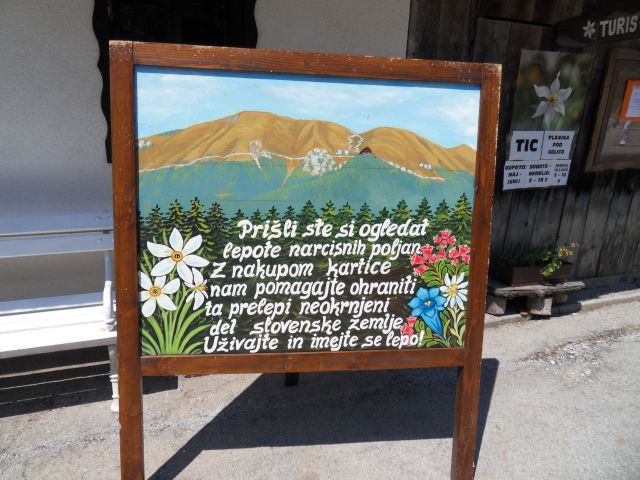 TURIS
TIC
PLANINA
POD
GOLICO
Prišli ste si ogledat
lepote narcisnih poljan
Z nakupom kartice
nam pomagajte ohraniti
ta prelepi neokrnjeni
del slovenske zemlje
Uživajte in imejte se lepo!